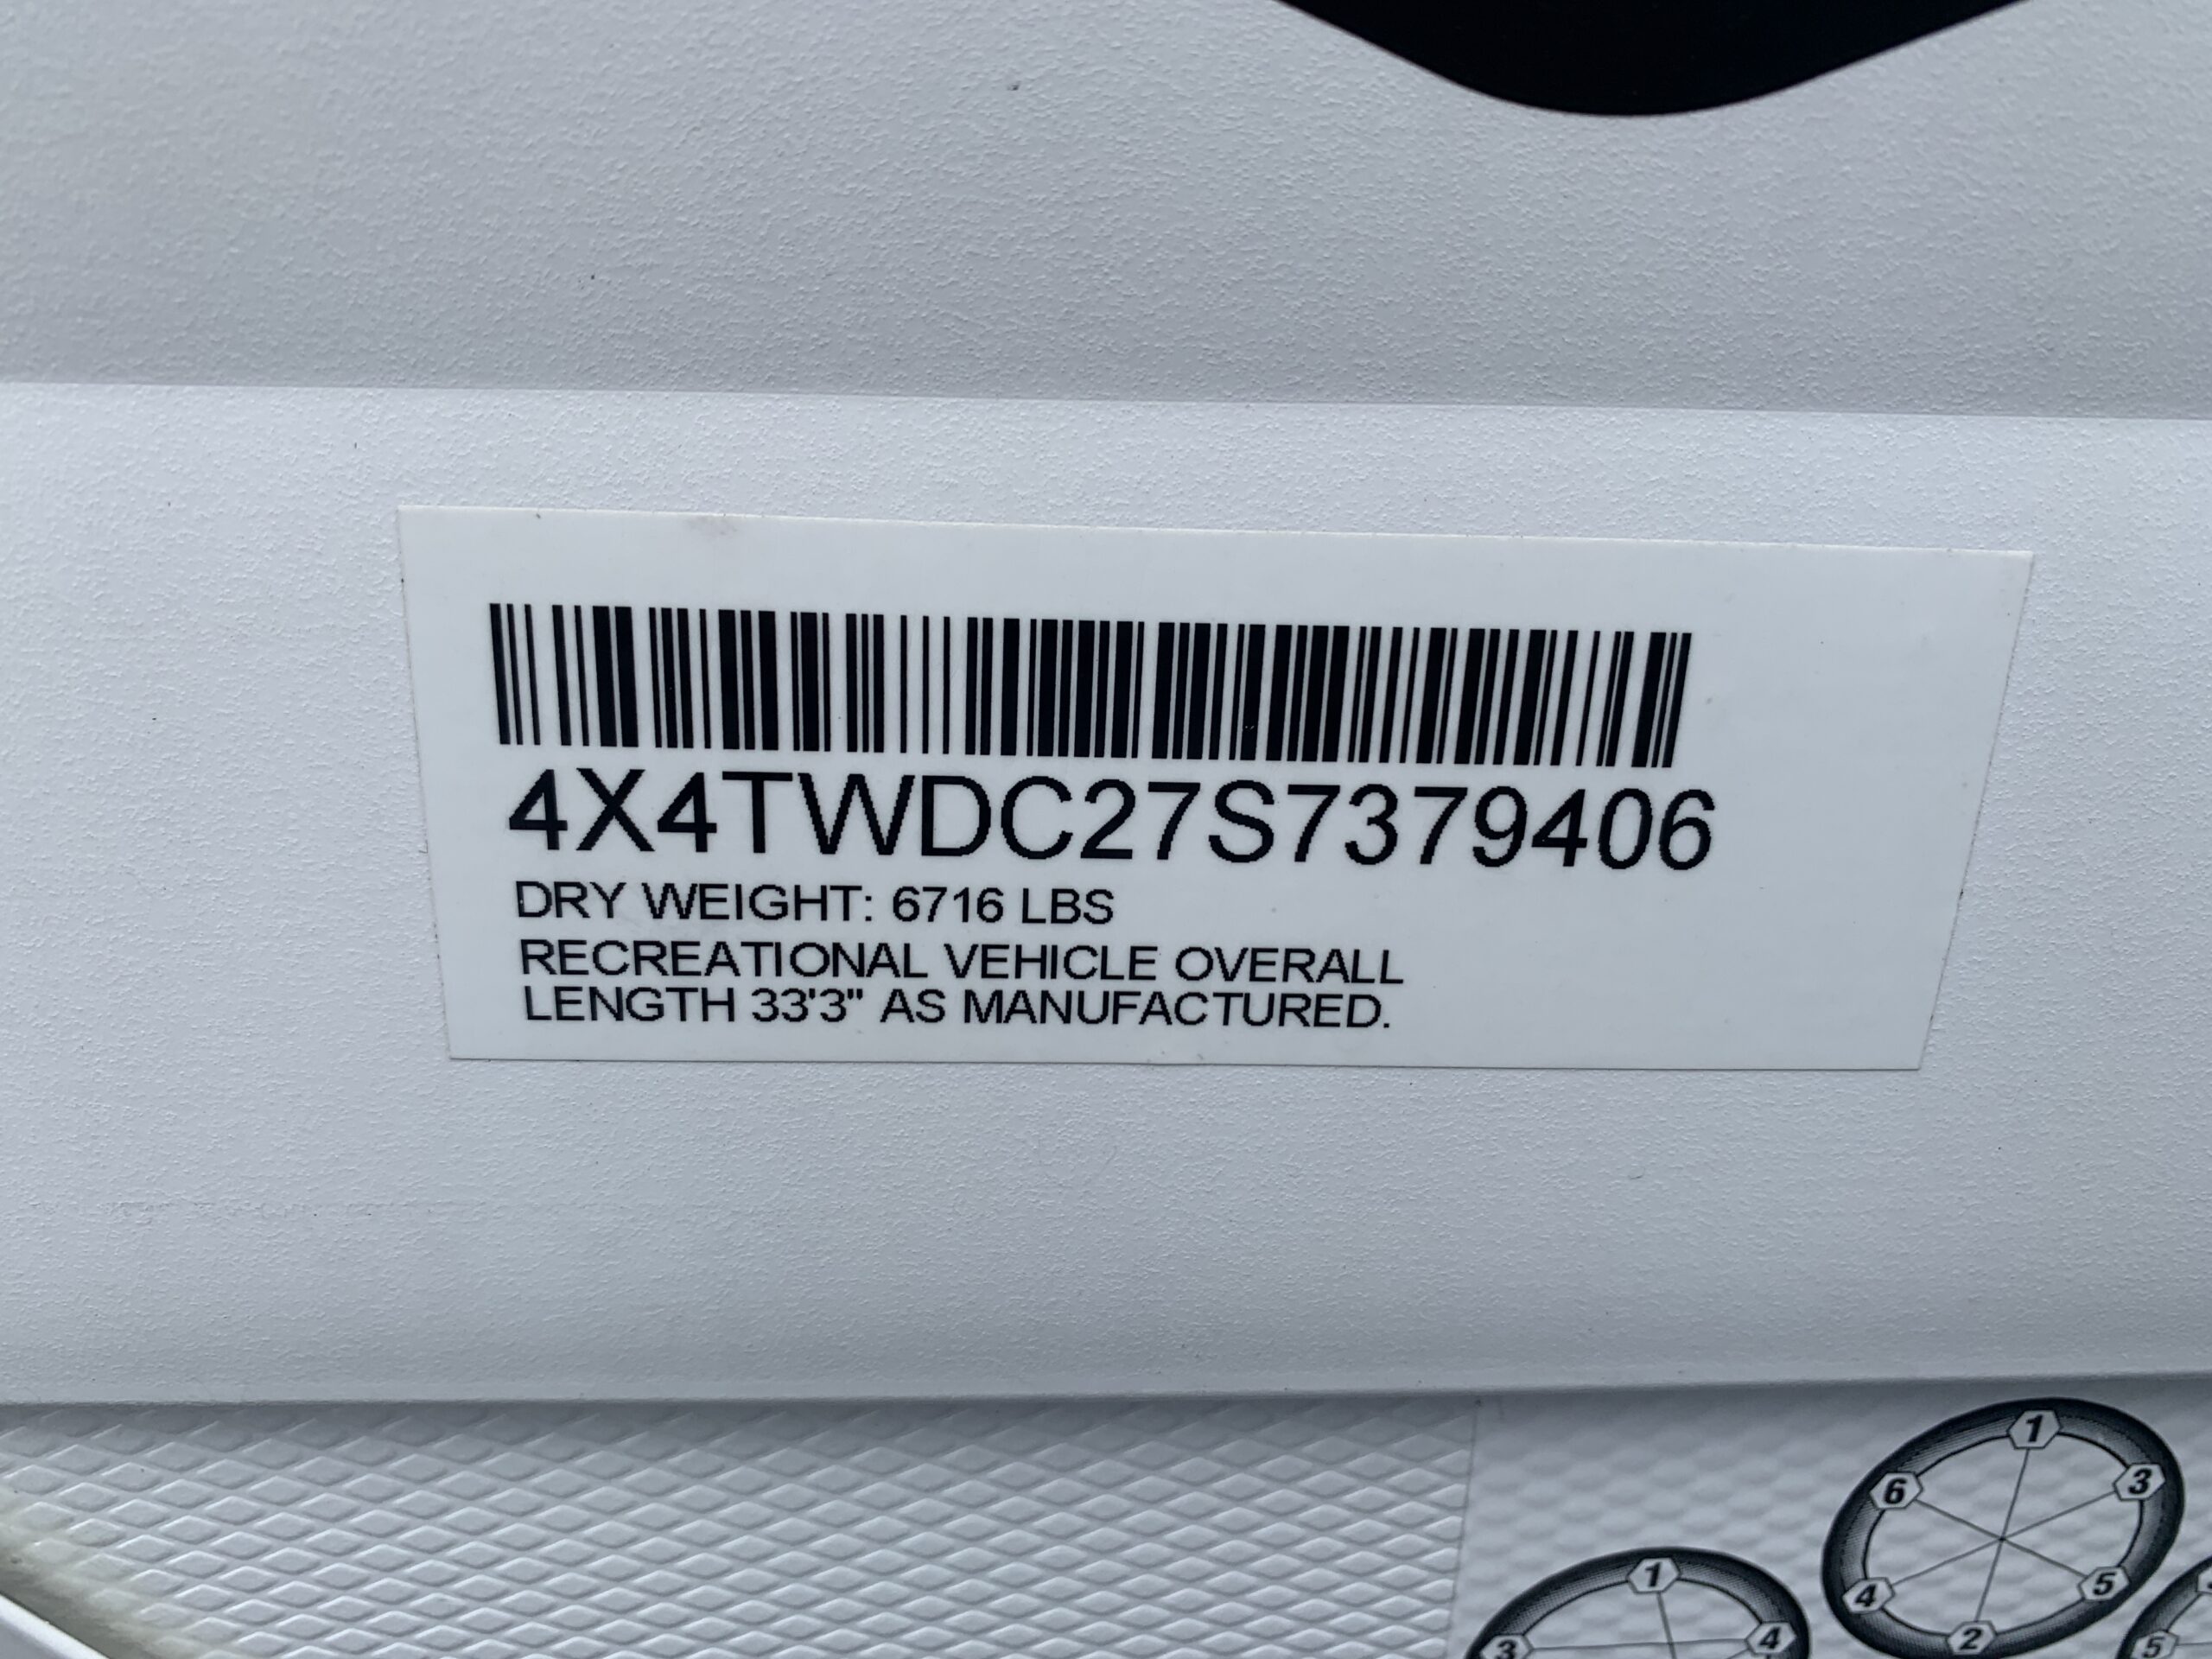 4X4TWDC27S7379406
DRY WEIGHT: 6716 LBS
RECREATIONAL VEHICLE OVERALL
LENGTH 33'3" AS MANUFACTURED.
1
6
3
4
5
2
1
3
4
5